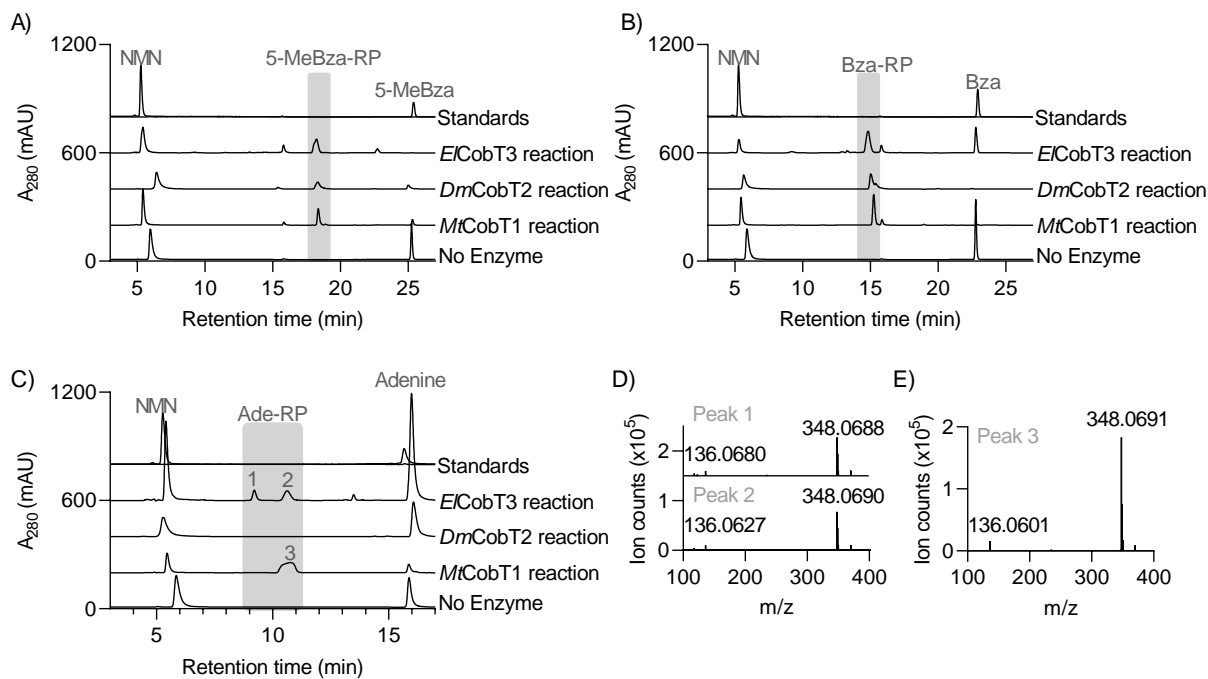 A)
1200
600
0
A280 (mAU)
NMN
5-MeBza-RP
5-MeBza
Standards
ElCobT3 reaction
DmCobT2 reaction
MtCobT1 reaction
No Enzyme
5 10 15 20 25
Retention time (min)
B)
1200
600
0
A280 (mAU)
NMN
Bza-RP
Bza
Standards
ElCobT3 reaction
DmCobT2 reaction
MtCobT1 reaction
No Enzyme
5 10 15 20 25
Retention time (min)
C)
1200
600
0
A280 (mAU)
NMN
Ade-RP
Adenine
Standards
1 2
ElCobT3 reaction
DmCobT2 reaction
3
MtCobT1 reaction
No Enzyme
5 10 15
Retention time (min)
D)
Ion counts (x10^5)
2
0
Peak 1
348.0688
136.0680
2
1
0
Peak 2
348.0690
136.0627
100 200 300 400
m/z
E)
Ion counts (x10^5)
2
1
0
Peak 3
348.0691
136.0601
100 200 300 400
m/z